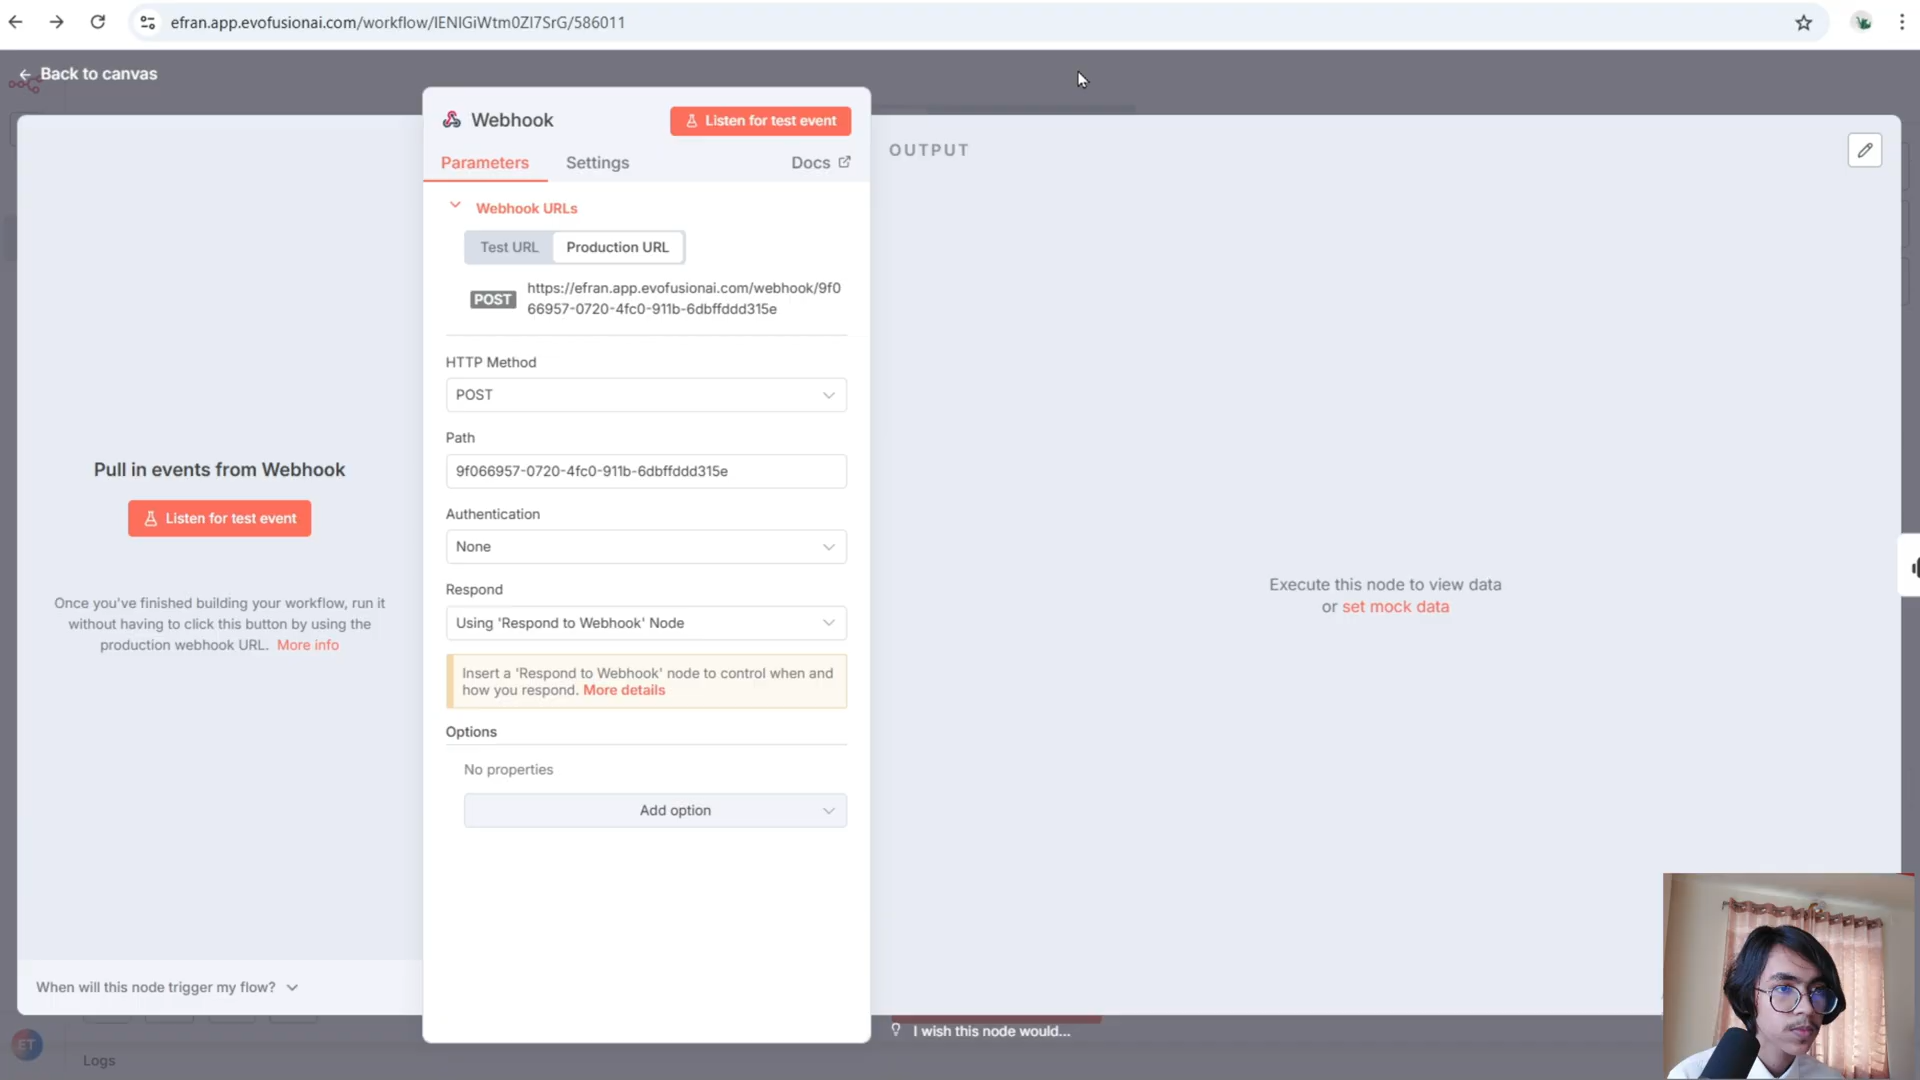 efran.app.evofusionai.com/workflow/IENIGiWtm0ZI7SrG/586011
Back to canvas
Webhook
Listen for test event
Parameters
Settings
Docs
OUTPUT
Webhook URLs
Test URL
Production URL
POST
https://efran.app.evofusionai.com/webhook/9f0
66957-0720-4fc0-911b-6dbffddd315e
HTTP Method
POST
Path
9f066957-0720-4fc0-911b-6dbffddd315e
Pull in events from Webhook
Listen for test event
Once you've finished building your workflow, run it
without having to click this button by using the
production webhook URL. More info
Authentication
None
Respond
Using 'Respond to Webhook' Node
Insert a 'Respond to Webhook' node to control when and
how you respond. More details
Options
No properties
Add option
Execute this node to view data
or set mock data
When will this node trigger my flow?
I wish this node would...
ET
Logs